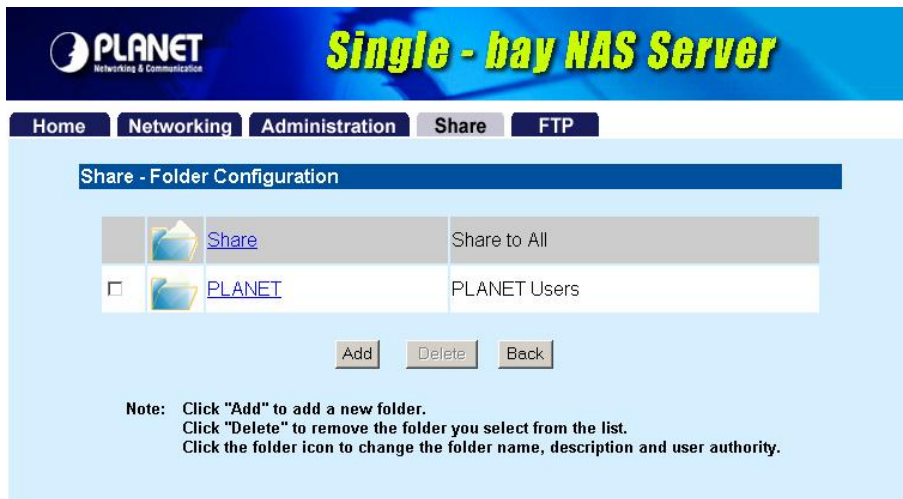 PLANET
Networking & Communication
Single - bay NAS Server
Home Networking Administration Share FTP
Share - Folder Configuration
Share Share to All
PLANET PLANET Users
Add Delete Back
Note: Click "Add" to add a new folder.
Click "Delete" to remove the folder you select from the list.
Click the folder icon to change the folder name, description and user authority.